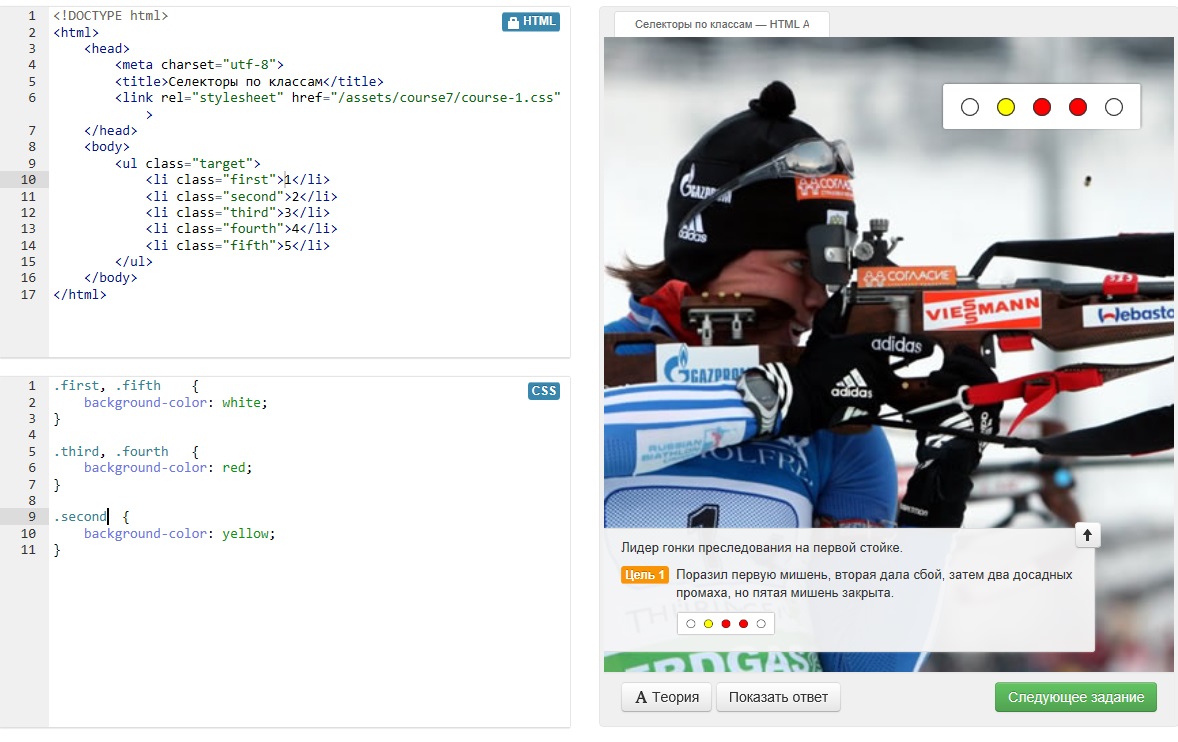 1 <!DOCTYPE html>
HTML
2 <html>
3 <head>
4 <meta charset="utf-8">
5 <title>Селекторы по классам</title>
6 <link rel="stylesheet" href="/assets/course7/course-1.css"
>
7 </head>
8 <body>
9 <ul class="target">
10 <li class="first">1</li>
11 <li class="second">2</li>
12 <li class="third">3</li>
13 <li class="fourth">4</li>
14 <li class="fifth">5</li>
15 </ul>
16 </body>
17 </html>
CSS
1 .first, .fifth {
2 background-color: white;
3 }
4
5 .third, .fourth {
6 background-color: red;
7 }
8
9 .second {
10 background-color: yellow;
11 }
Селекторы по классам — HTML A
GAZPROM
СОГЛАСИЕ
adidas
СОГЛАСИЕ
VIESSMANN
Webasto
adidas
GAZPROM
adidas
RUSSIAN
BIATHLON
1
Лидер гонки преследования на первой стойке.
Цель 1 Поразил первую мишень, вторая дала сбой, затем два досадных
промаха, но пятая мишень закрыта.
ERDGAS
A Теория
Показать ответ
Следующее задание